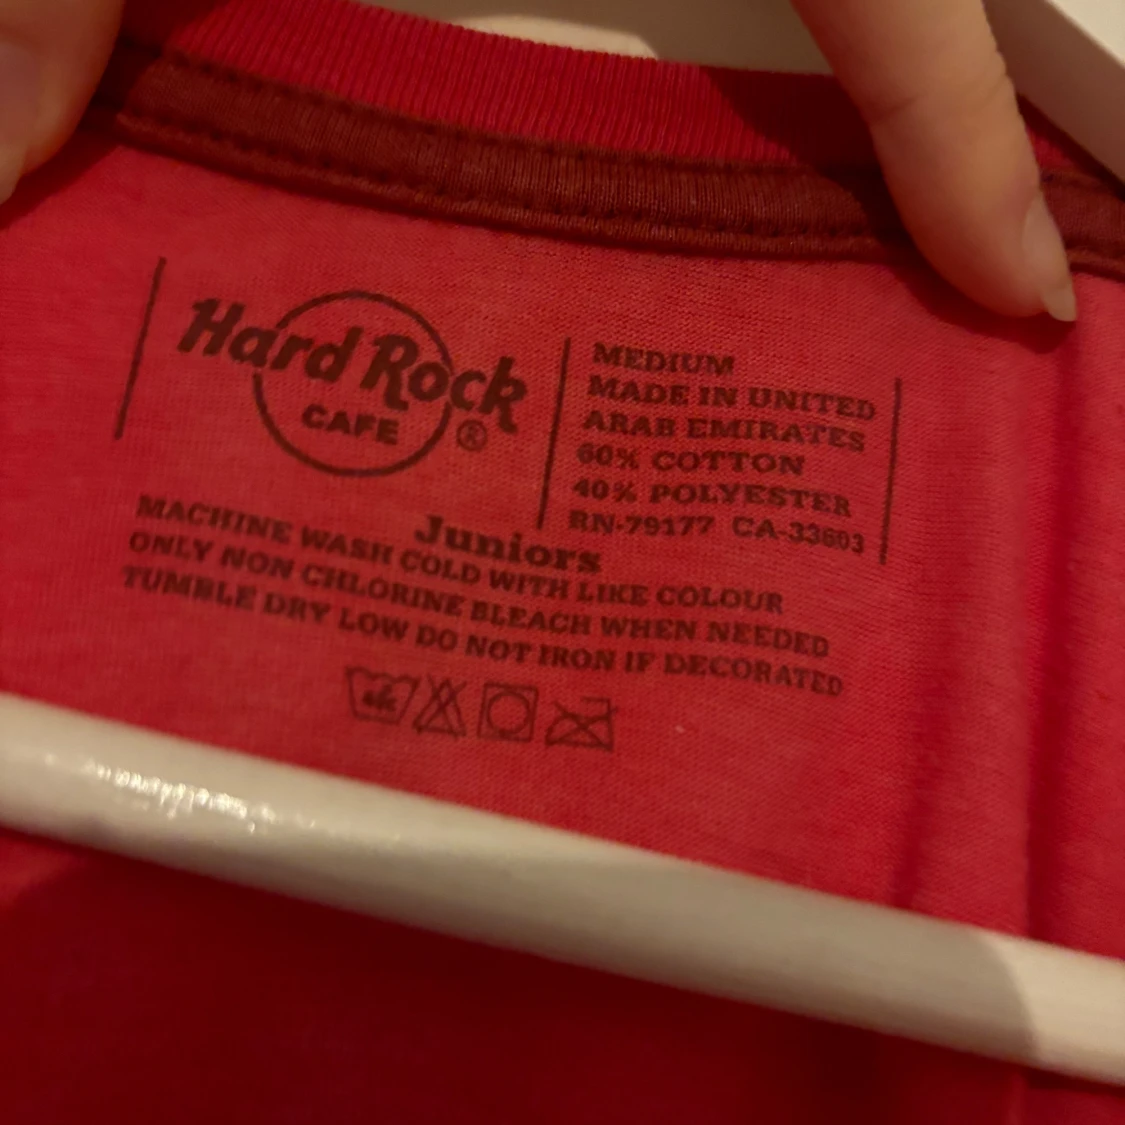 Hard Rock
CAFE
®
MEDIUM
MADE IN UNITED
ARAB EMIRATES
60% COTTON
40% POLYESTER
RN-79177 CA-33603
Juniors
MACHINE WASH COLD WITH LIKE COLOUR
ONLY NON CHLORINE BLEACH WHEN NEEDED
TUMBLE DRY LOW DO NOT IRON IF DECORATED